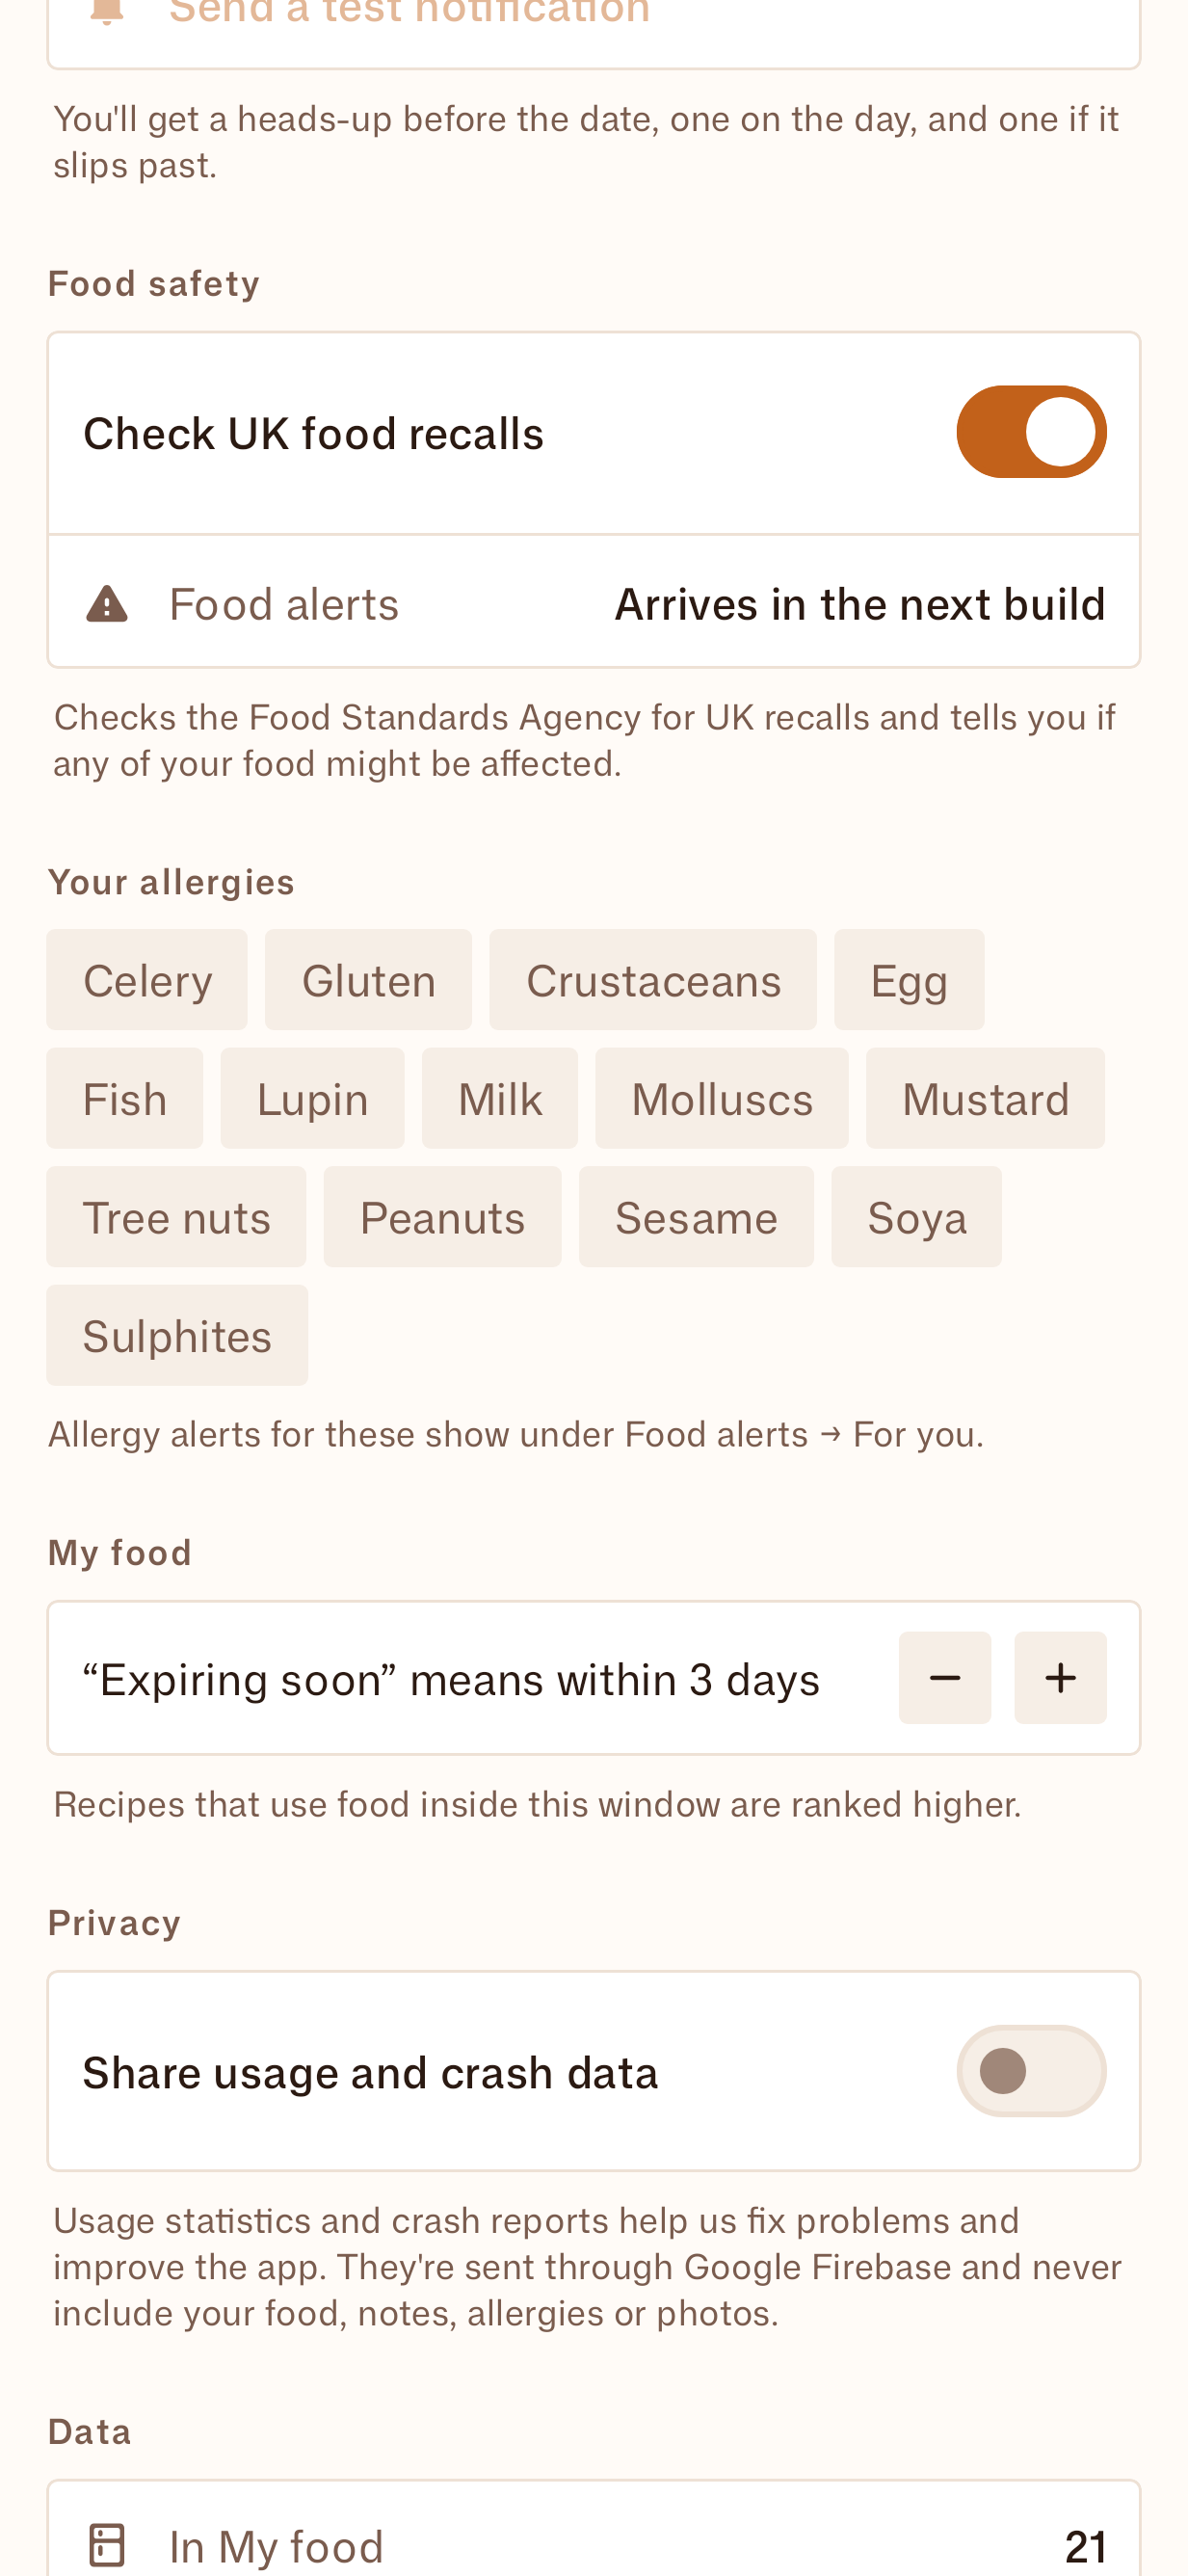 Send a test notification
You'll get a heads-up before the date, one on the day, and one if it
slips past.
Food safety
Check UK food recalls
Food alerts Arrives in the next build
Checks the Food Standards Agency for UK recalls and tells you if
any of your food might be affected.
Your allergies
Celery Gluten Crustaceans Egg
Fish Lupin Milk Molluscs Mustard
Tree nuts Peanuts Sesame Soya
Sulphites
Allergy alerts for these show under Food alerts → For you.
My food
“Expiring soon” means within 3 days − +
Recipes that use food inside this window are ranked higher.
Privacy
Share usage and crash data
Usage statistics and crash reports help us fix problems and
improve the app. They're sent through Google Firebase and never
include your food, notes, allergies or photos.
Data
In My food 21